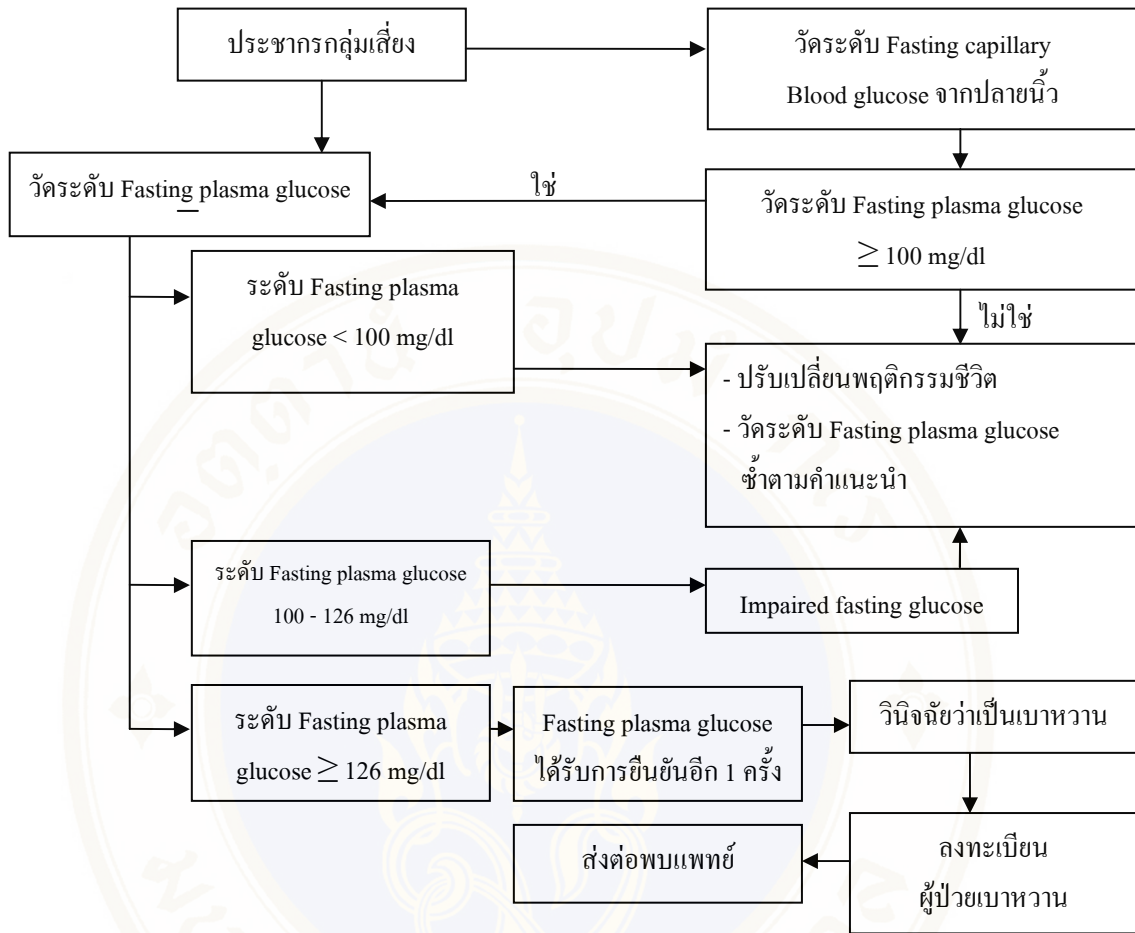 ประชากรกลุ่มเสี่ยง
วัดระดับ Fasting capillary
Blood glucose จากปลายนิ้ว
วัดระดับ Fasting plasma glucose
ใช่
วัดระดับ Fasting plasma glucose
≥ 100 mg/dl
ไม่ใช่
ระดับ Fasting plasma
glucose < 100 mg/dl
- ปรับเปลี่ยนพฤติกรรมชีวิต
- วัดระดับ Fasting plasma glucose
ซ้ำตามคำแนะนำ
ระดับ Fasting plasma glucose
100 - 126 mg/dl
Impaired fasting glucose
ระดับ Fasting plasma
glucose ≥ 126 mg/dl
Fasting plasma glucose
ได้รับการยืนยันอีก 1 ครั้ง
วินิจฉัยว่าเป็นเบาหวาน
ลงทะเบียน
ผู้ป่วยเบาหวาน
ส่งต่อพบแพทย์